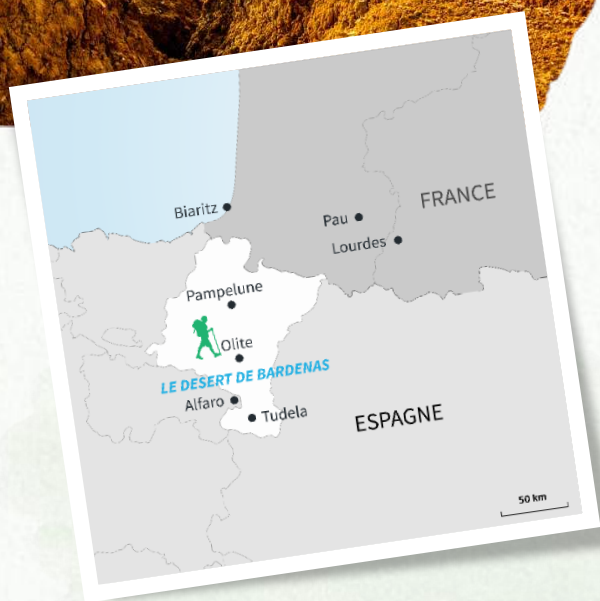 Biaritz
Pau
FRANCE
Lourdes
Pampelune
Olite
LE DESERT DE BARDENAS
Alfaro
Tudela
ESPAGNE
50 km